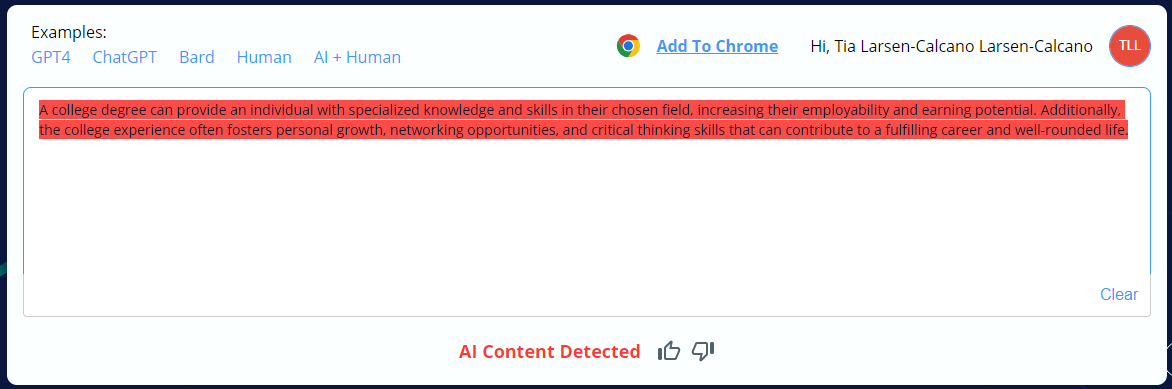 Examples:
GPT4 ChatGPT Bard Human AI + Human
Add To Chrome Hi, Tia Larsen-Calcano Larsen-Calcano TLL
A college degree can provide an individual with specialized knowledge and skills in their chosen field, increasing their employability and earning potential. Additionally,
the college experience often fosters personal growth, networking opportunities, and critical thinking skills that can contribute to a fulfilling career and well-rounded life.
Clear
AI Content Detected